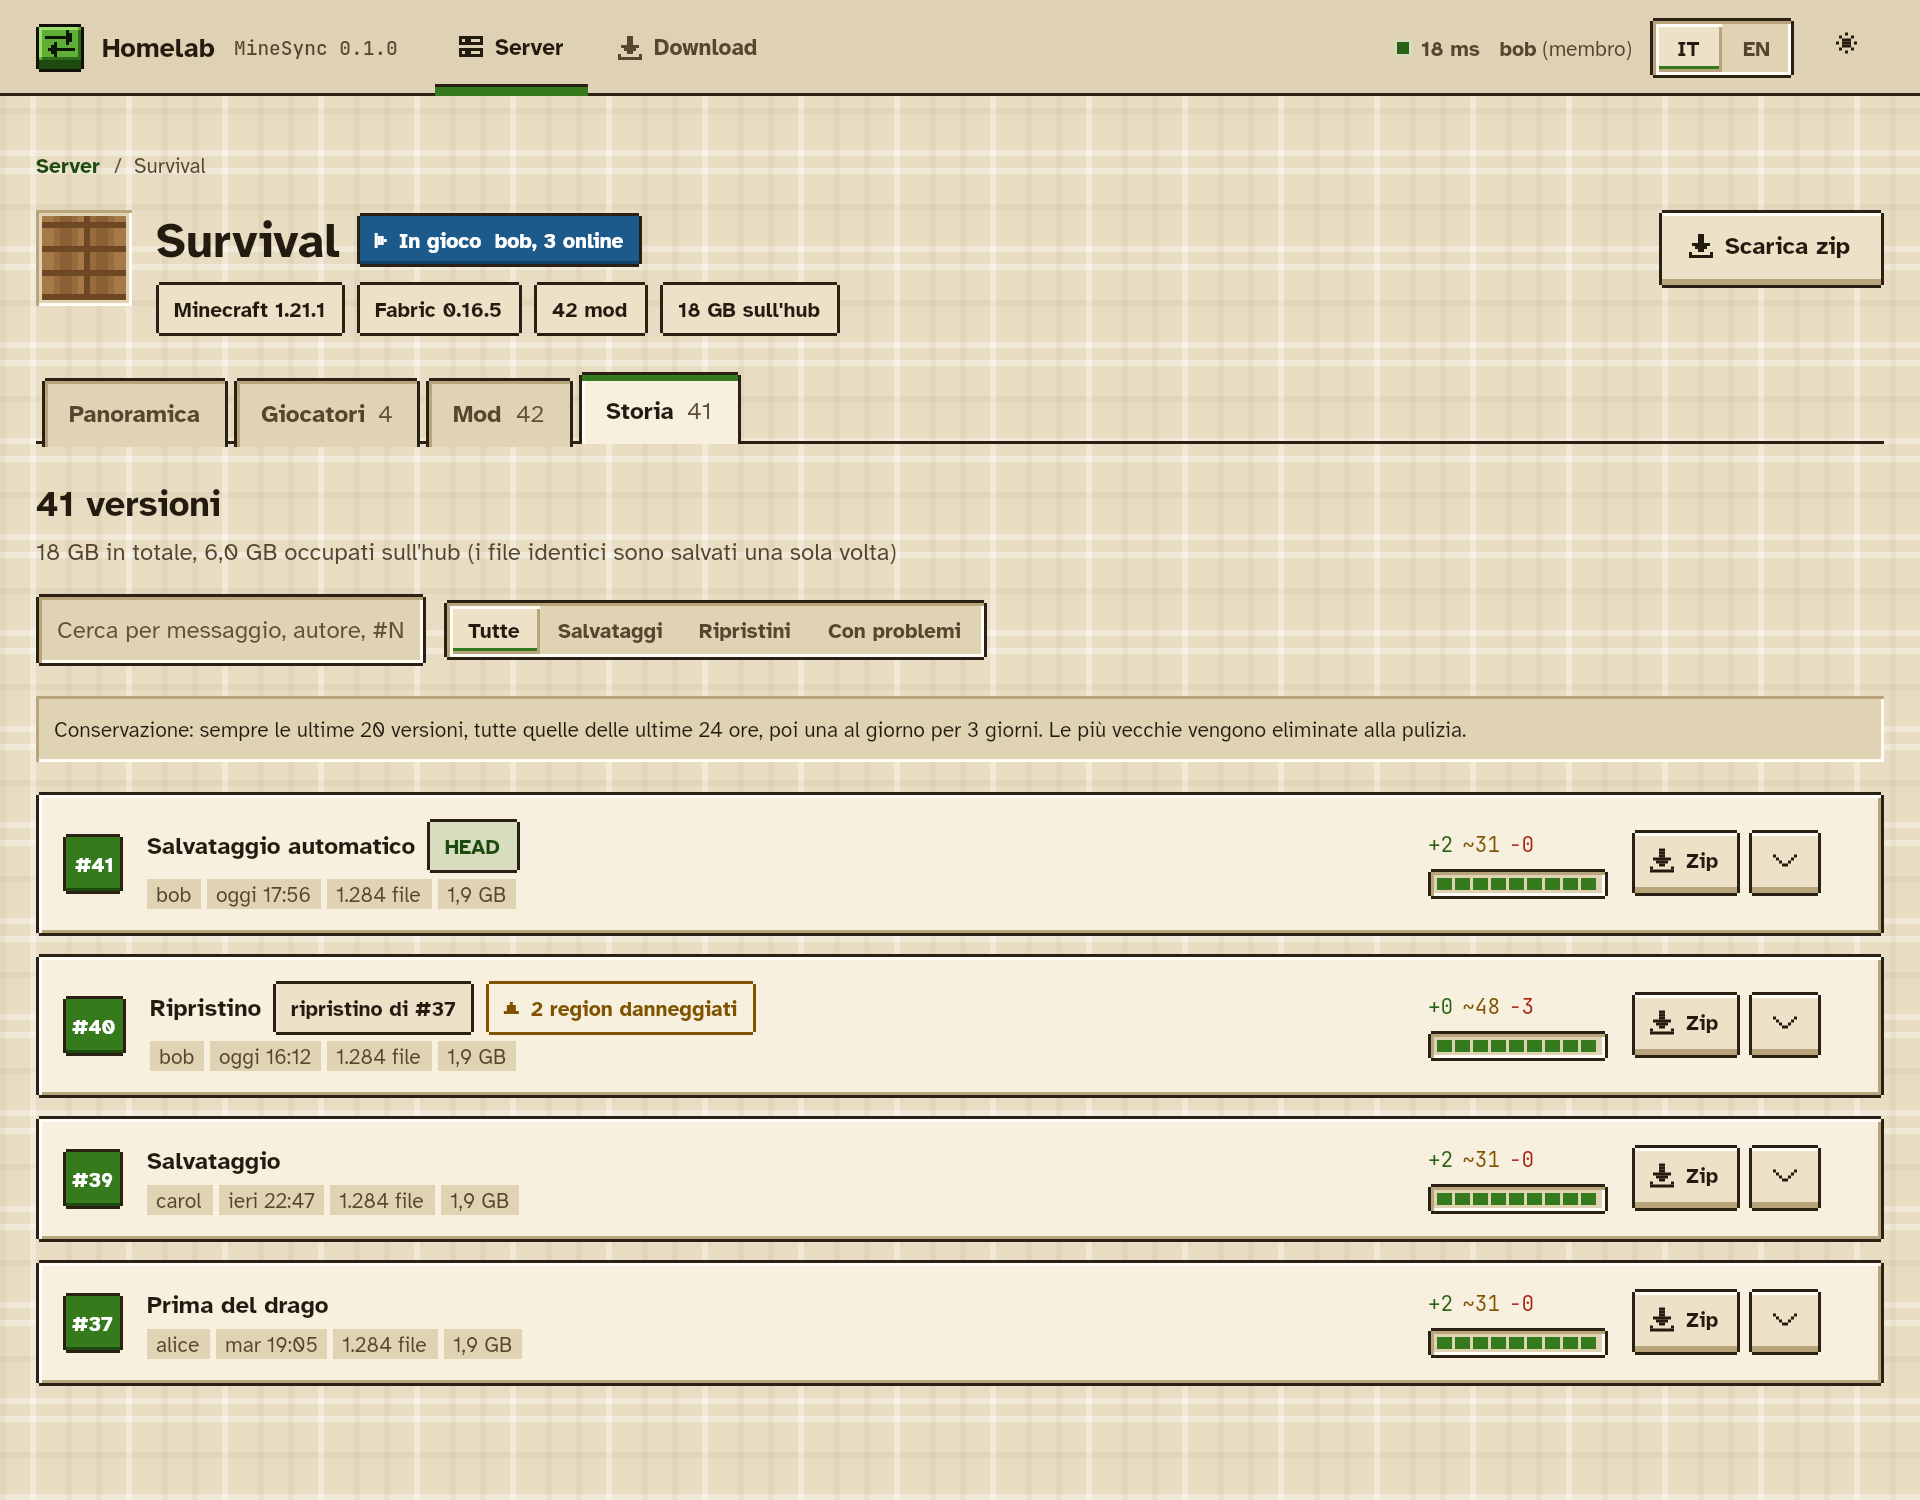 Homelab MineSync 0.1.0 Server Download 18 ms bob (membro) IT EN
Server / Survival
Survival In gioco bob, 3 online Scarica zip
Minecraft 1.21.1 Fabric 0.16.5 42 mod 18 GB sull'hub
Panoramica Giocatori 4 Mod 42 Storia 41
41 versioni
18 GB in totale, 6,0 GB occupati sull'hub (i file identici sono salvati una sola volta)
Cerca per messaggio, autore, #N Tutte Salvataggi Ripristini Con problemi
Conservazione: sempre le ultime 20 versioni, tutte quelle delle ultime 24 ore, poi una al giorno per 3 giorni. Le più vecchie vengono eliminate alla pulizia.
#41 Salvataggio automatico HEAD +2 ~31 -0 Zip
bob oggi 17:56 1.284 file 1,9 GB
#40 Ripristino ripristino di #37 2 region danneggiati +0 ~48 -3 Zip
bob oggi 16:12 1.284 file 1,9 GB
#39 Salvataggio +2 ~31 -0 Zip
carol ieri 22:47 1.284 file 1,9 GB
#37 Prima del drago +2 ~31 -0 Zip
alice mar 19:05 1.284 file 1,9 GB